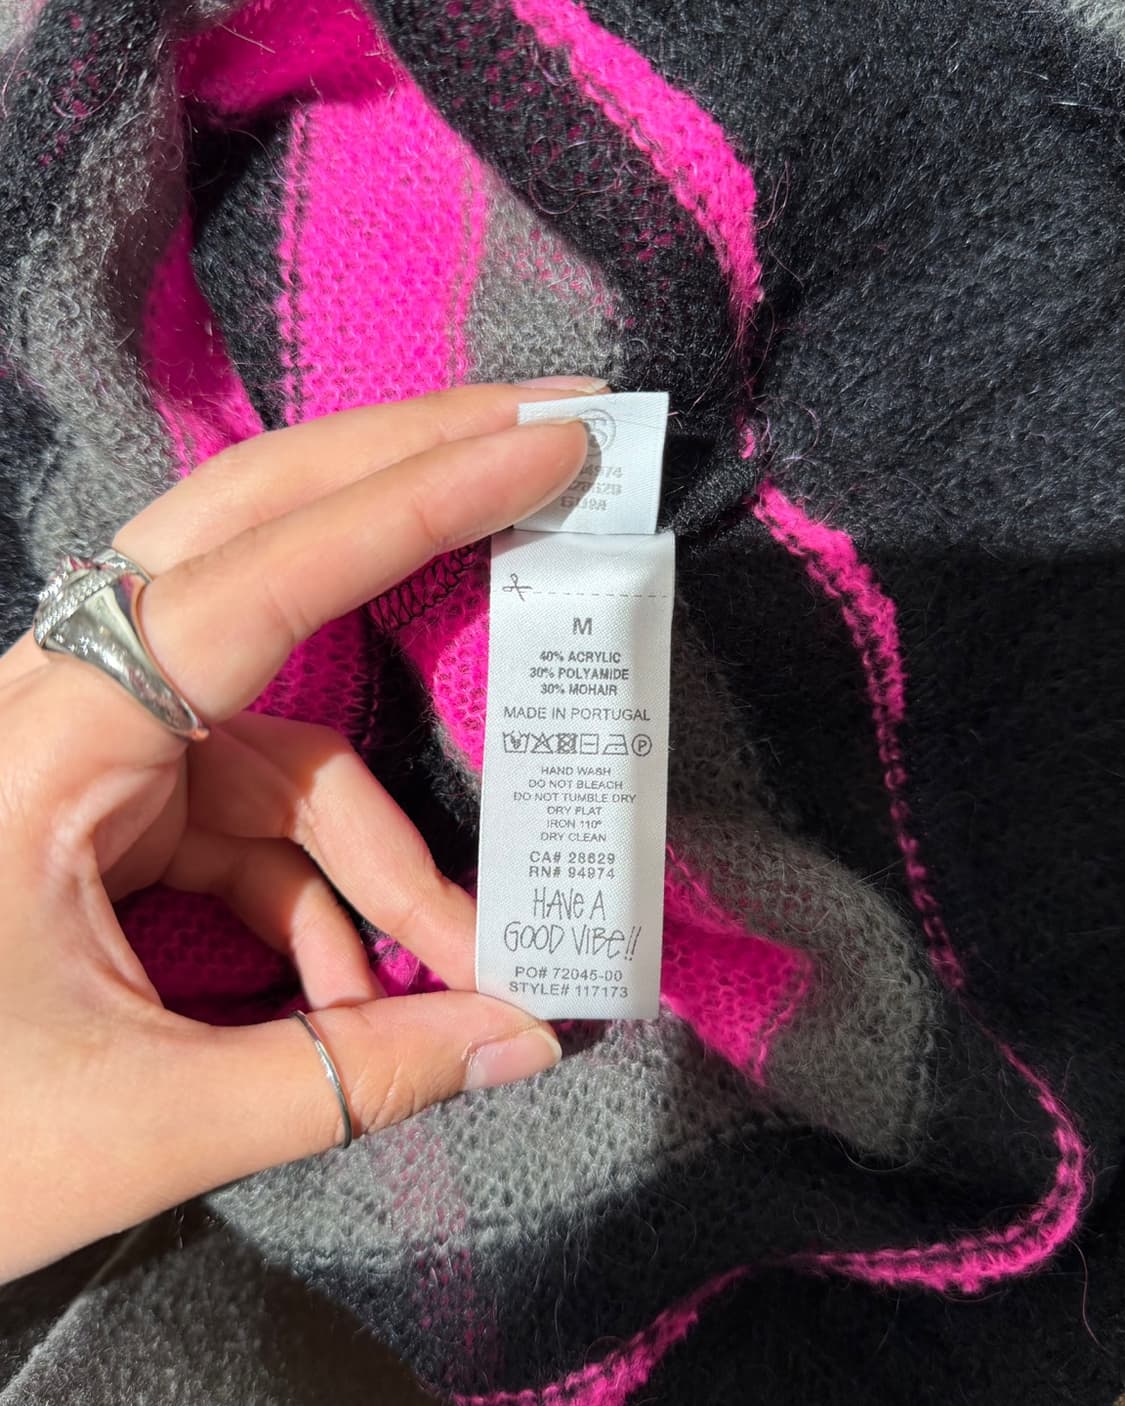 M
40% ACRYLIC
30% POLYAMIDE
30% MOHAIR
MADE IN PORTUGAL
P
HAND WASH
DO NOT BLEACH
DO NOT TUMBLE DRY
DRY FLAT
IRON 110°
DRY CLEAN
CA# 28629
RN# 94974
HAVE A
GOOD VIBE!!
PO# 72045-00
STYLE# 117173